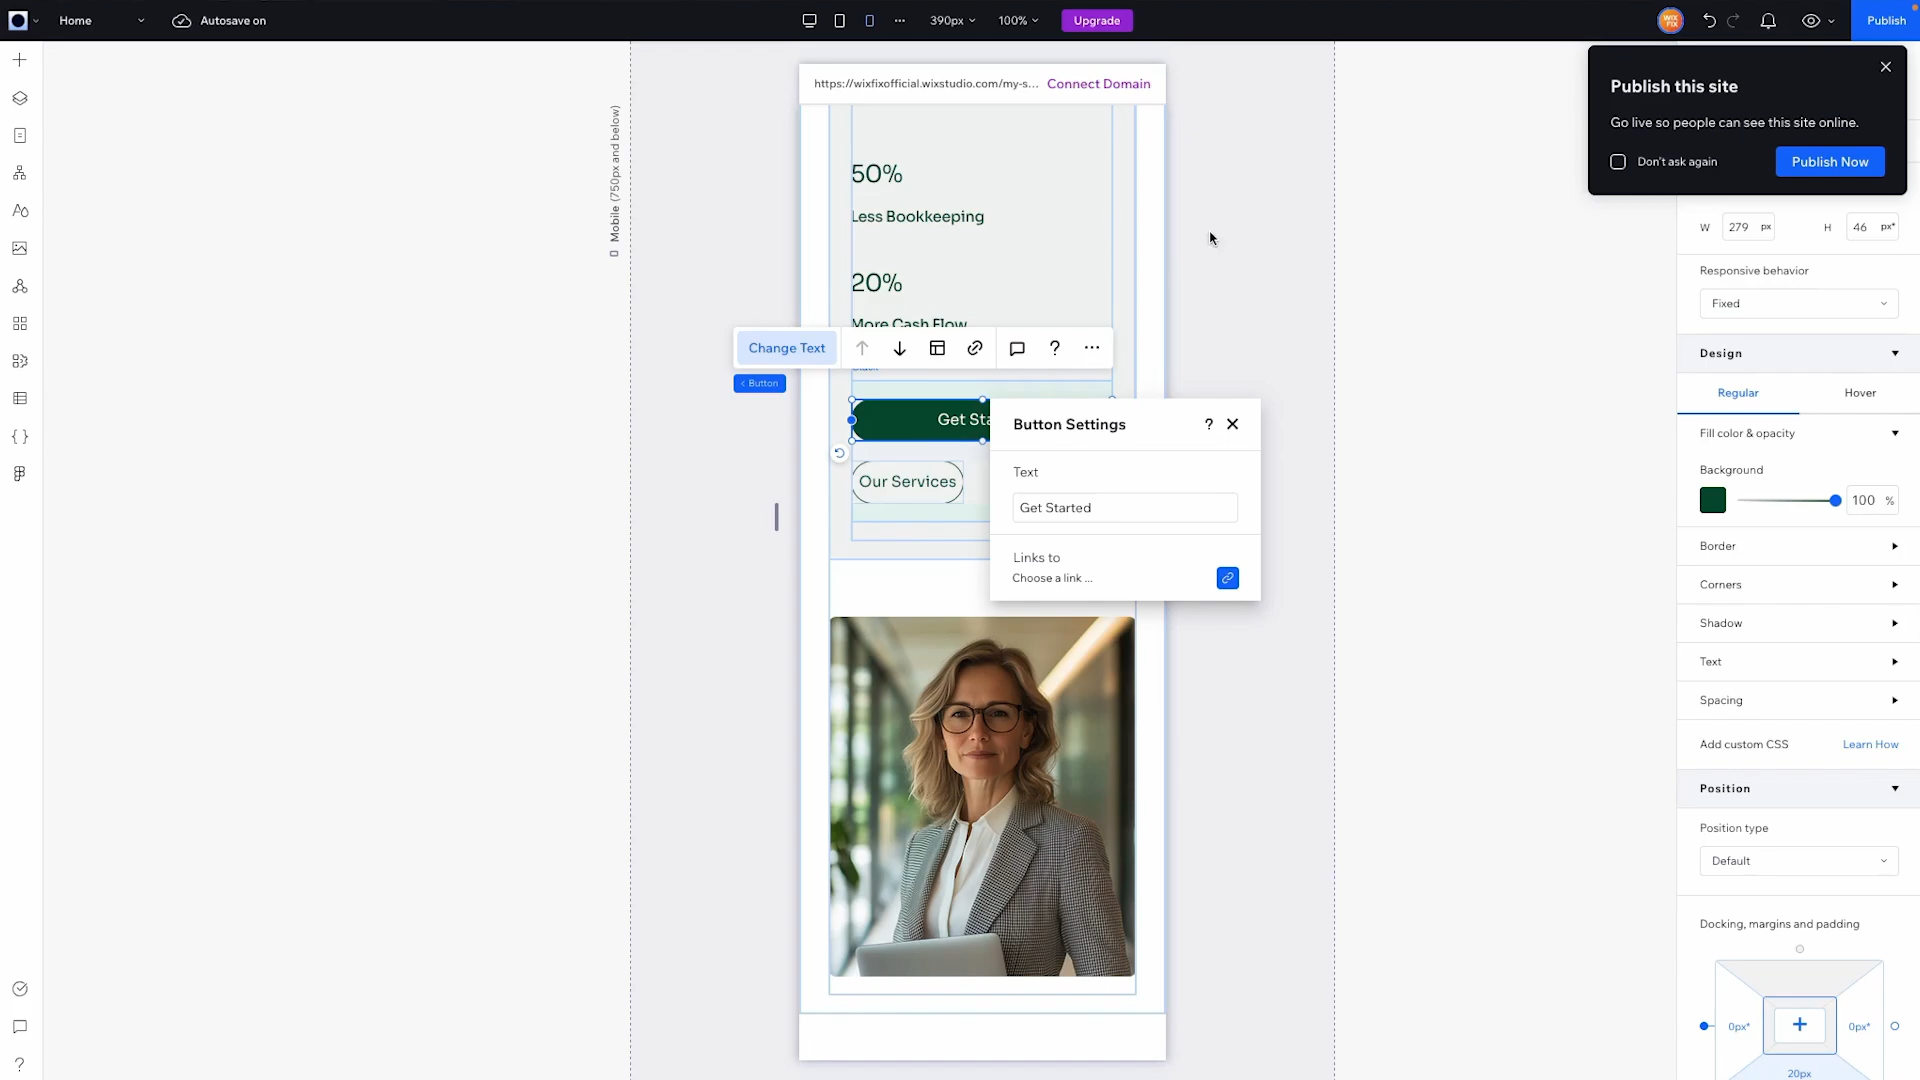 Home
Autosave on
390px
100%
Upgrade
WIX
FIX
Publish
https://wixfixofficial.wixstudio.com/my-s...
Connect Domain
Publish this site
Go live so people can see this site online.
Don't ask again
Publish Now
Mobile (750px and below)
50%
Less Bookkeeping
20%
More Cash Flow
Change Text
?
< Button
Get Sta
Our Services
Button Settings
?
Text
Get Started
Links to
Choose a link ...
W 279 px
H 46 px*
Responsive behavior
Fixed
Design
Regular
Hover
Fill color & opacity
Background
100 %
Border
Corners
Shadow
Text
Spacing
Add custom CSS
Learn How
Position
Position type
Default
Docking, margins and padding
0px*
0px*
20px
?